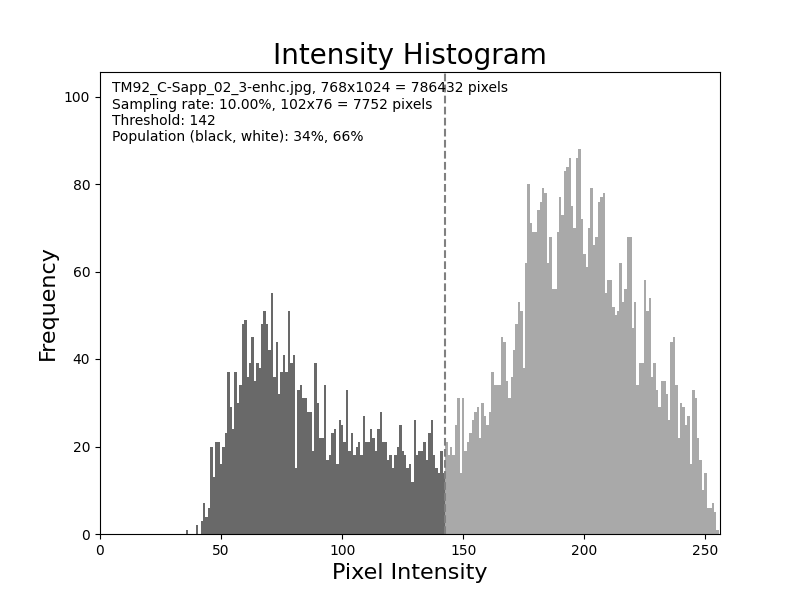 Intensity Histogram
TM92_C-Sapp_02_3-enhc.jpg, 768x1024 = 786432 pixels
Sampling rate: 10.00%, 102x76 = 7752 pixels
Threshold: 142
Population (black, white): 34%, 66%
100
80
60
40
20
0
Frequency
0 50 100 150 200 250
Pixel Intensity